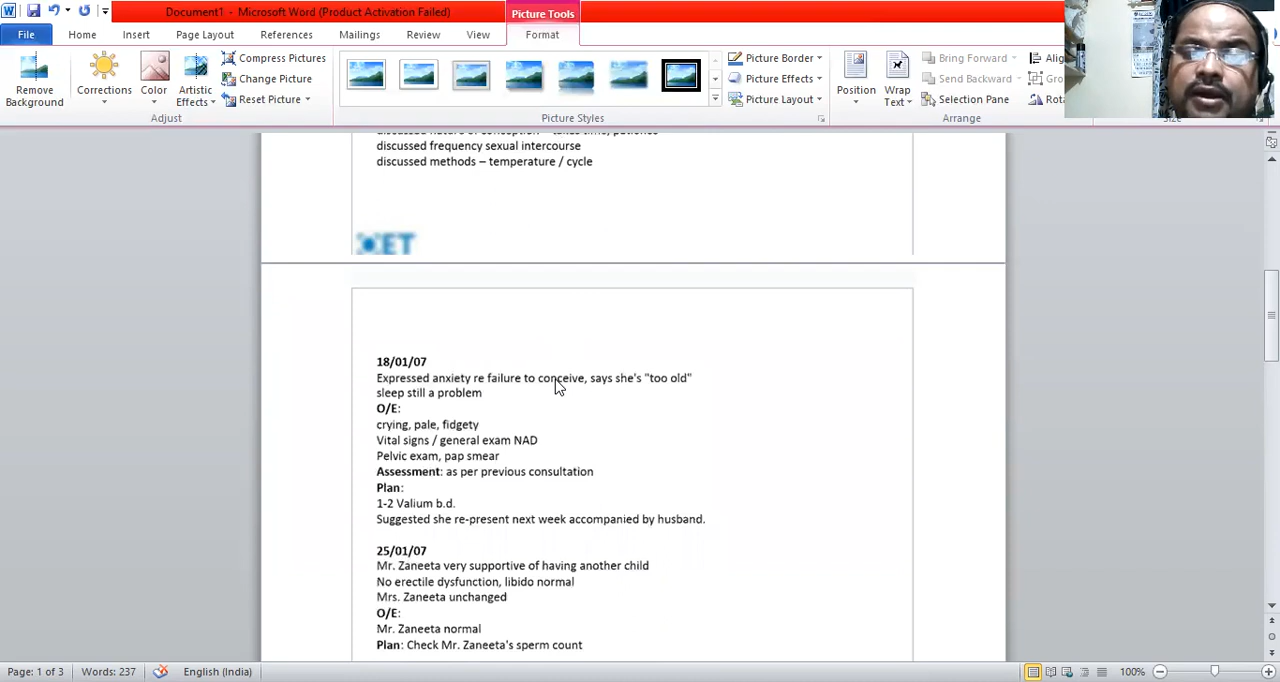 Document1 - Microsoft Word (Product Activation Failed)
Picture Tools
File
Home
Insert
Page Layout
References
Mailings
Review
View
Format
Remove Background
Corrections
Color
Artistic Effects
Compress Pictures
Change Picture
Reset Picture
Adjust
Picture Styles
Picture Border
Picture Effects
Picture Layout
Position
Wrap Text
Bring Forward
Send Backward
Selection Pane
Arrange
discussed nature of conception – takes time, patience
discussed frequency sexual intercourse
discussed methods – temperature / cycle
18/01/07
Expressed anxiety re failure to conceive, says she's "too old"
sleep still a problem
O/E:
crying, pale, fidgety
Vital signs / general exam NAD
Pelvic exam, pap smear
Assessment: as per previous consultation
Plan:
1-2 Valium b.d.
Suggested she re-present next week accompanied by husband.
25/01/07
Mr. Zaneeta very supportive of having another child
No erectile dysfunction, libido normal
Mrs. Zaneeta unchanged
O/E:
Mr. Zaneeta normal
Plan: Check Mr. Zaneeta's sperm count
Page: 1 of 3
Words: 237
English (India)
100%